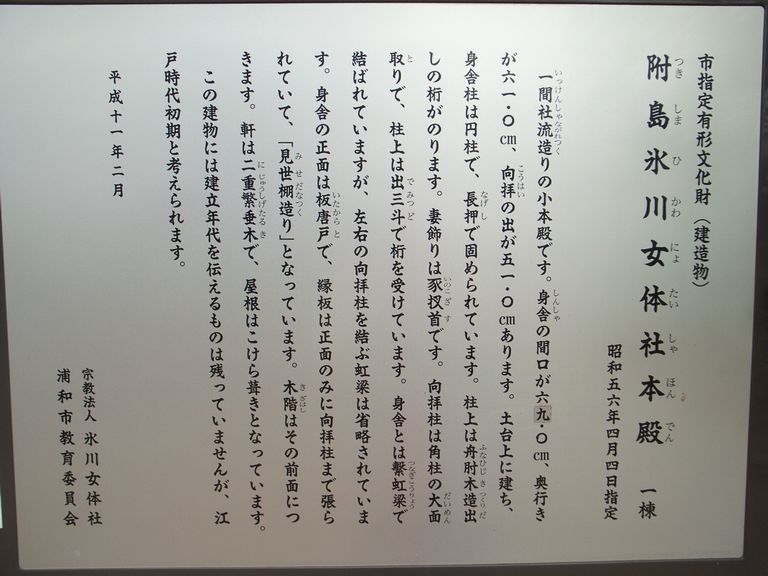 市指定有形文化財（建造物）
附島氷川女体社本殿 一棟
つきしまひかわにょたいしゃほんでん
昭和五六年四月四日指定
一間社流造りの小本殿です。身舎の間口が六九・〇㎝、奥行き
が六一・〇㎝、向拝の出が五一・〇㎝あります。土台上に建ち、
身舎柱は円柱で、長押で固められています。柱上は舟肘木造出
しの桁がのります。妻飾りは豕扠首です。向拝柱は角柱の大面
取りで、柱上は出三斗で桁を受けています。身舎とは繋虹梁で
結ばれていますが、左右の向拝柱を結ぶ虹梁は省略されていま
す。身舎の正面は板唐戸で、縁板は正面のみに向拝柱まで張ら
れていて、「見世棚造り」となっています。木階はその前面につ
きます。軒は二重繁垂木で、屋根はこけら葺きとなっています。
この建物には建立年代を伝えるものは残っていませんが、江
戸時代初期と考えられます。
平成十一年二月
宗教法人 氷川女体社
浦和市教育委員会